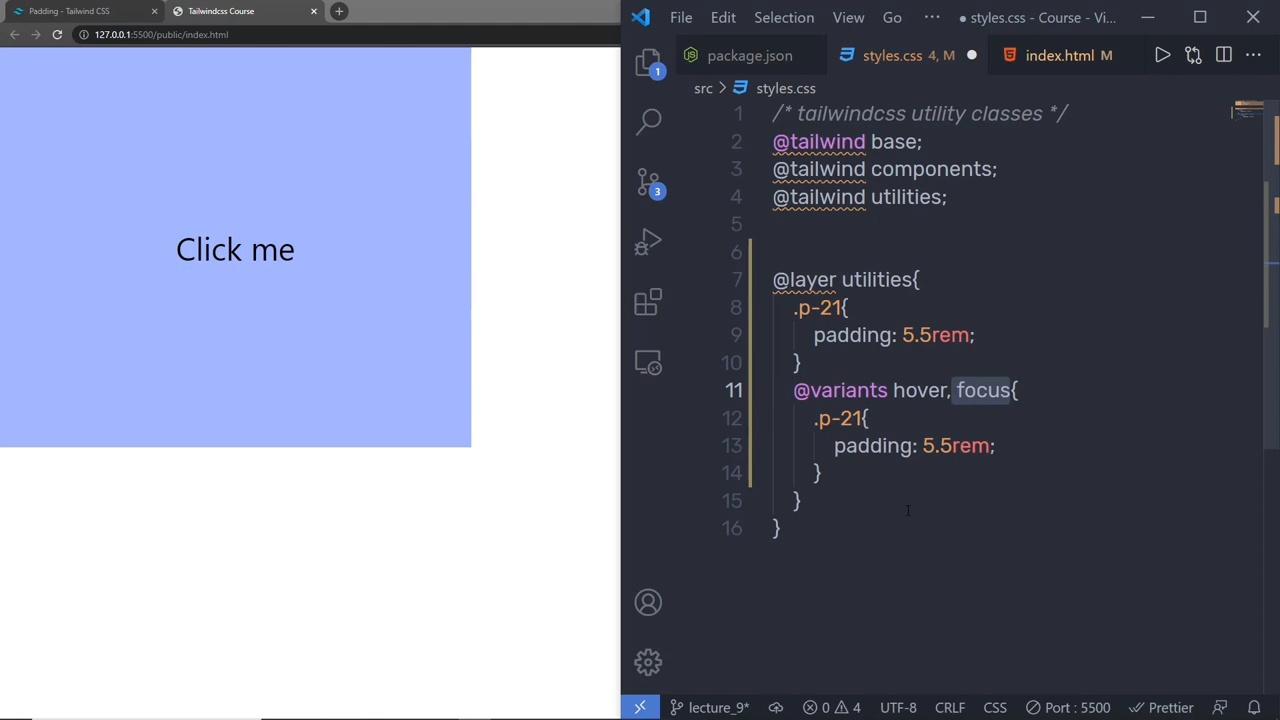 Padding - Tailwind CSS
Tailwindcss Course
127.0.0.1:5500/public/index.html
Click me
File Edit Selection View Go ··· ● styles.css - Course - Vi...
package.json
styles.css 4, M
index.html M
src > styles.css
1 /* tailwindcss utility classes */
2 @tailwind base;
3 @tailwind components;
4 @tailwind utilities;
5
6
7 @layer utilities{
8 .p-21{
9 padding: 5.5rem;
10 }
11 @variants hover, focus{
12 .p-21{
13 padding: 5.5rem;
14 }
15 }
16 }
1
3
lecture_9* 0 4 UTF-8 CRLF CSS Port : 5500 Prettier